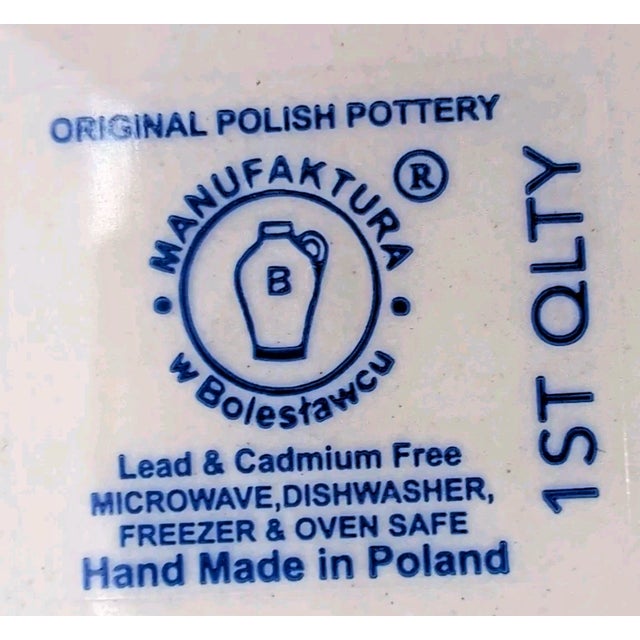 ORIGINAL POLISH POTTERY
MANUFAKTURA ®
B
w Bolesławcu
Lead & Cadmium Free
MICROWAVE,DISHWASHER,
FREEZER & OVEN SAFE
Hand Made in Poland
1ST QLTY